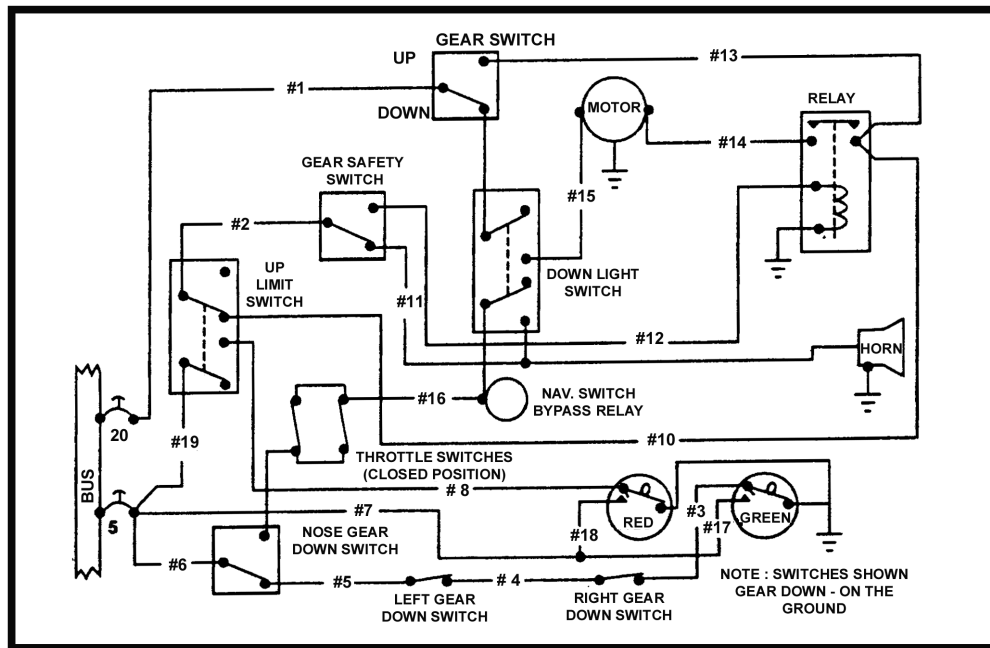 GEAR SWITCH
UP
DOWN
#1
#13
MOTOR
RELAY
#14
GEAR SAFETY
SWITCH
#15
#2
UP
LIMIT
SWITCH
#11
DOWN LIGHT
SWITCH
#12
HORN
NAV. SWITCH
BYPASS RELAY
#16
20
#19
#10
THROTTLE SWITCHES
(CLOSED POSITION)
BUS
# 8
5
#7
#3
RED
#18
#17
GREEN
NOSE GEAR
DOWN SWITCH
#6
#5
# 4
LEFT GEAR
DOWN SWITCH
RIGHT GEAR
DOWN SWITCH
NOTE : SWITCHES SHOWN
GEAR DOWN - ON THE
GROUND